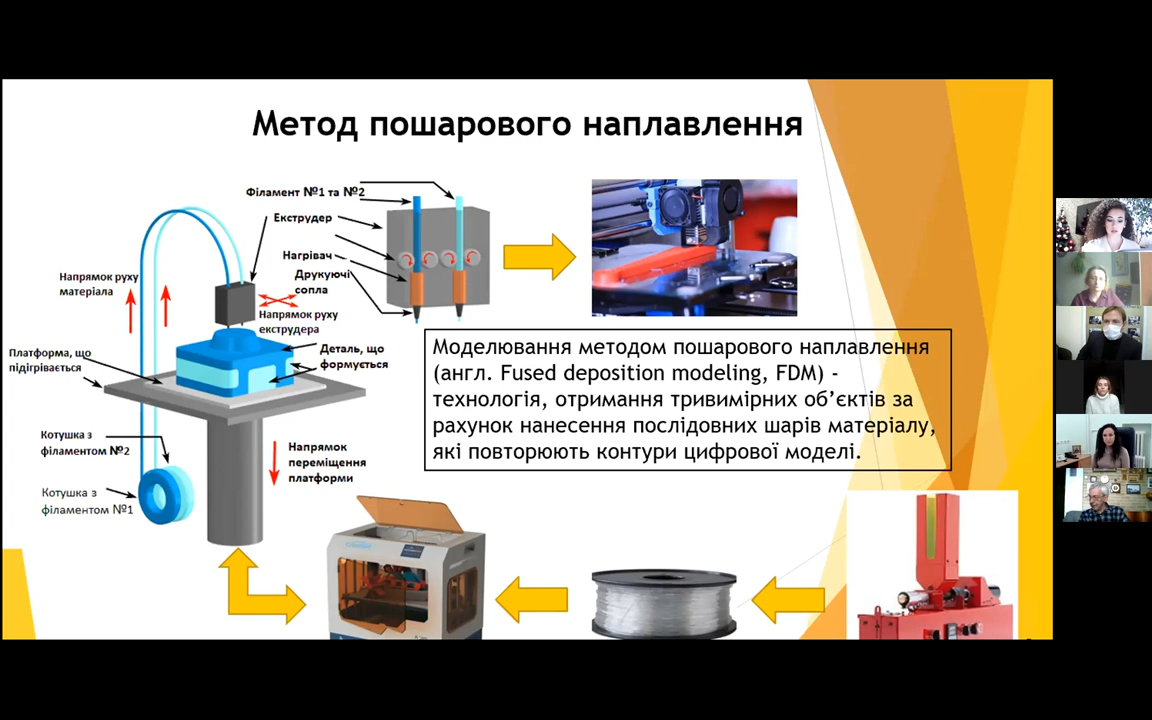 Метод пошарового наплавлення
Філамент №1 та №2
Екструдер
Нагрівач
Друкуючі
сопла
Напрямок руху
матеріала
Напрямок руху
екструдера
Платформа, що
підігрівається
Деталь, що
формується
Моделювання методом пошарового наплавлення
(англ. Fused deposition modeling, FDM) -
технологія, отримання тривимірних об’єктів за
рахунок нанесення послідовних шарів матеріалу,
які повторюють контури цифрової моделі.
Котушка з
філаментом №2
Напрямок
переміщення
платформи
Котушка з
філаментом №1